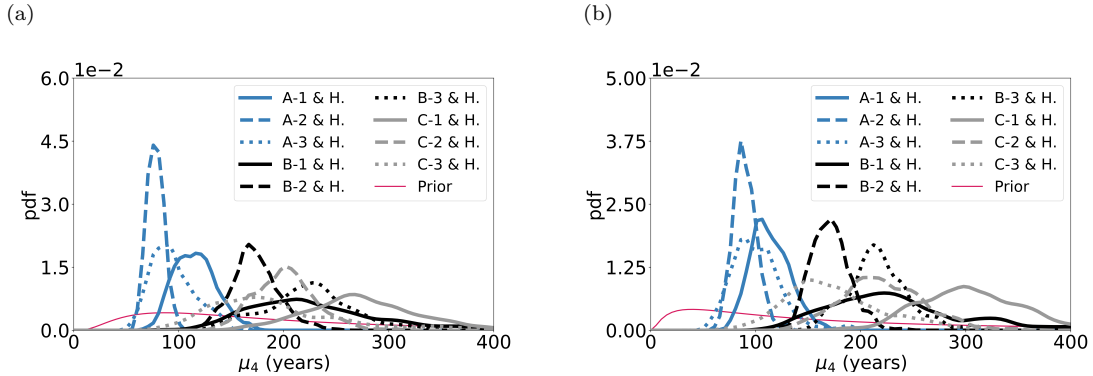 (a)
1e−2
6.0
4.5
3.0
1.5
0.0
pdf
A-1 & H.
A-2 & H.
A-3 & H.
B-1 & H.
B-2 & H.
B-3 & H.
C-1 & H.
C-2 & H.
C-3 & H.
Prior
0
100
200
300
400
μ4 (years)
(b)
1e−2
5.00
3.75
2.50
1.25
0.00
pdf
A-1 & H.
A-2 & H.
A-3 & H.
B-1 & H.
B-2 & H.
B-3 & H.
C-1 & H.
C-2 & H.
C-3 & H.
Prior
0
100
200
300
400
μ4 (years)